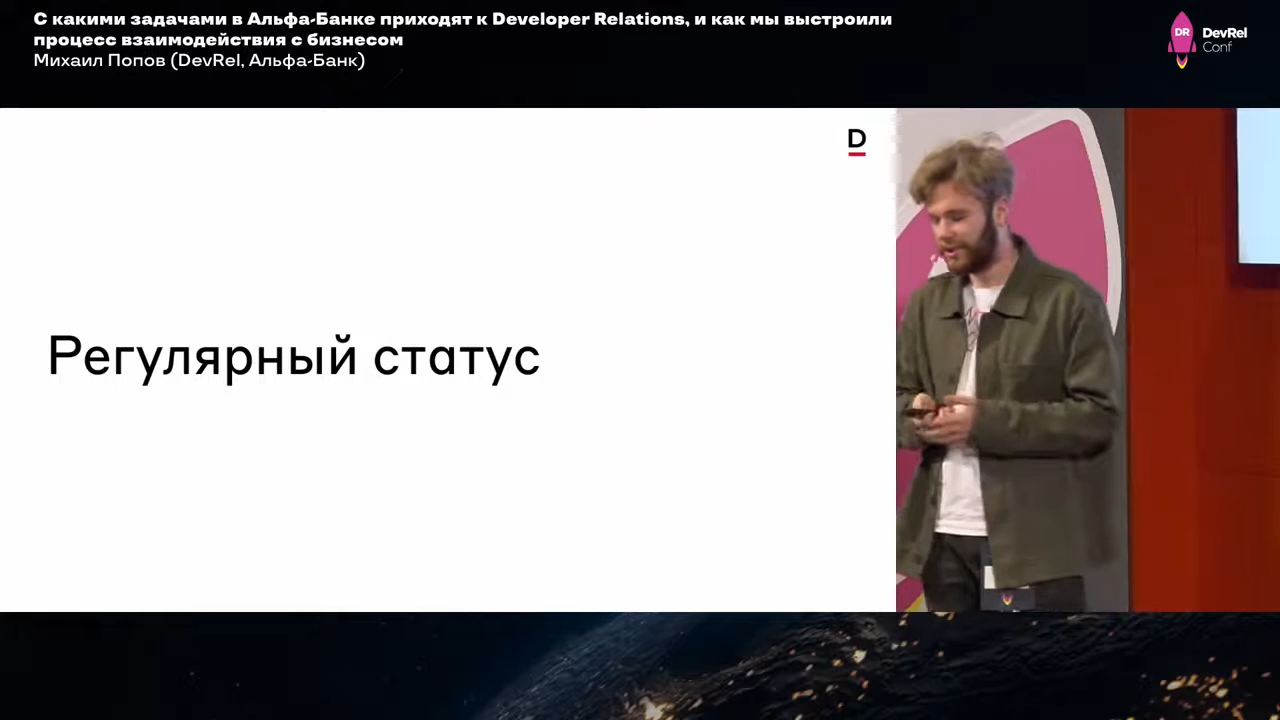 С какими задачами в Альфа-Банке приходят к Developer Relations, и как мы выстроили
процесс взаимодействия с бизнесом
Михаил Попов (DevRel, Альфа-Банк)
DR
DevRel
Conf
D
Регулярный статус